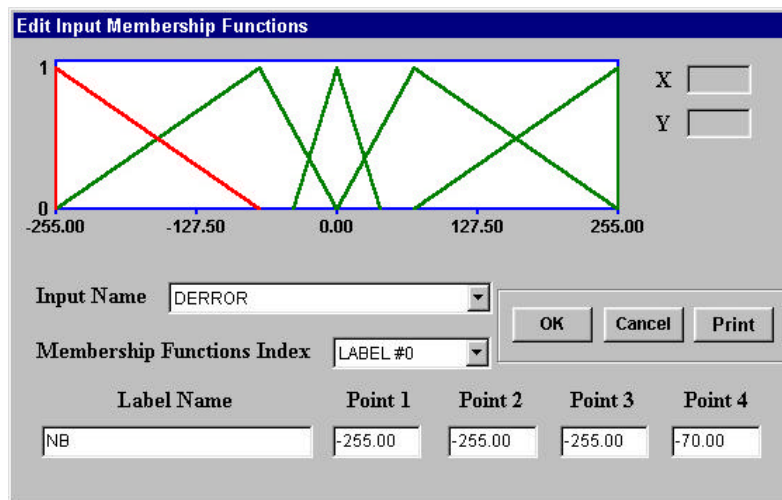 Edit Input Membership Functions
1
X
Y
0
-255.00 -127.50 0.00 127.50 255.00
Input Name DERROR
OK Cancel Print
Membership Functions Index LABEL #0
Label Name Point 1 Point 2 Point 3 Point 4
NB -255.00 -255.00 -255.00 -70.00